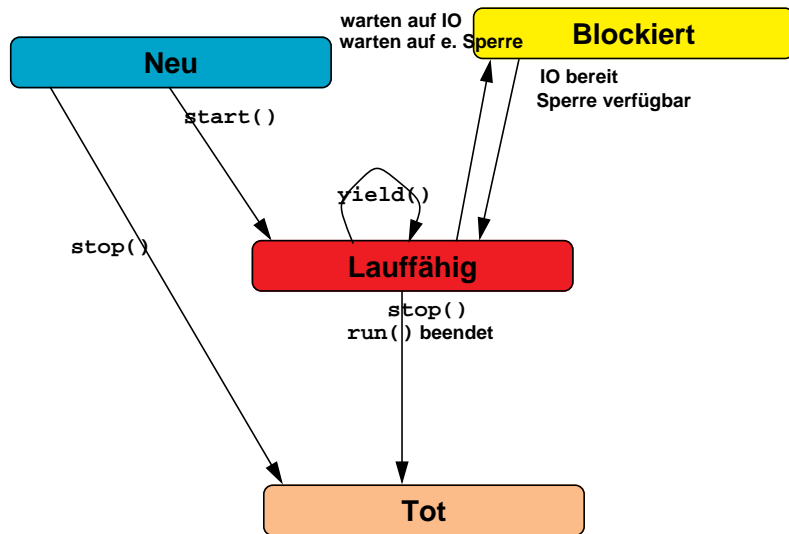 warten auf IO
warten auf e. Sperre
Blockiert
Neu
IO bereit
Sperre verfügbar
start()
yield()
stop()
Lauffähig
stop()
run() beendet
Tot